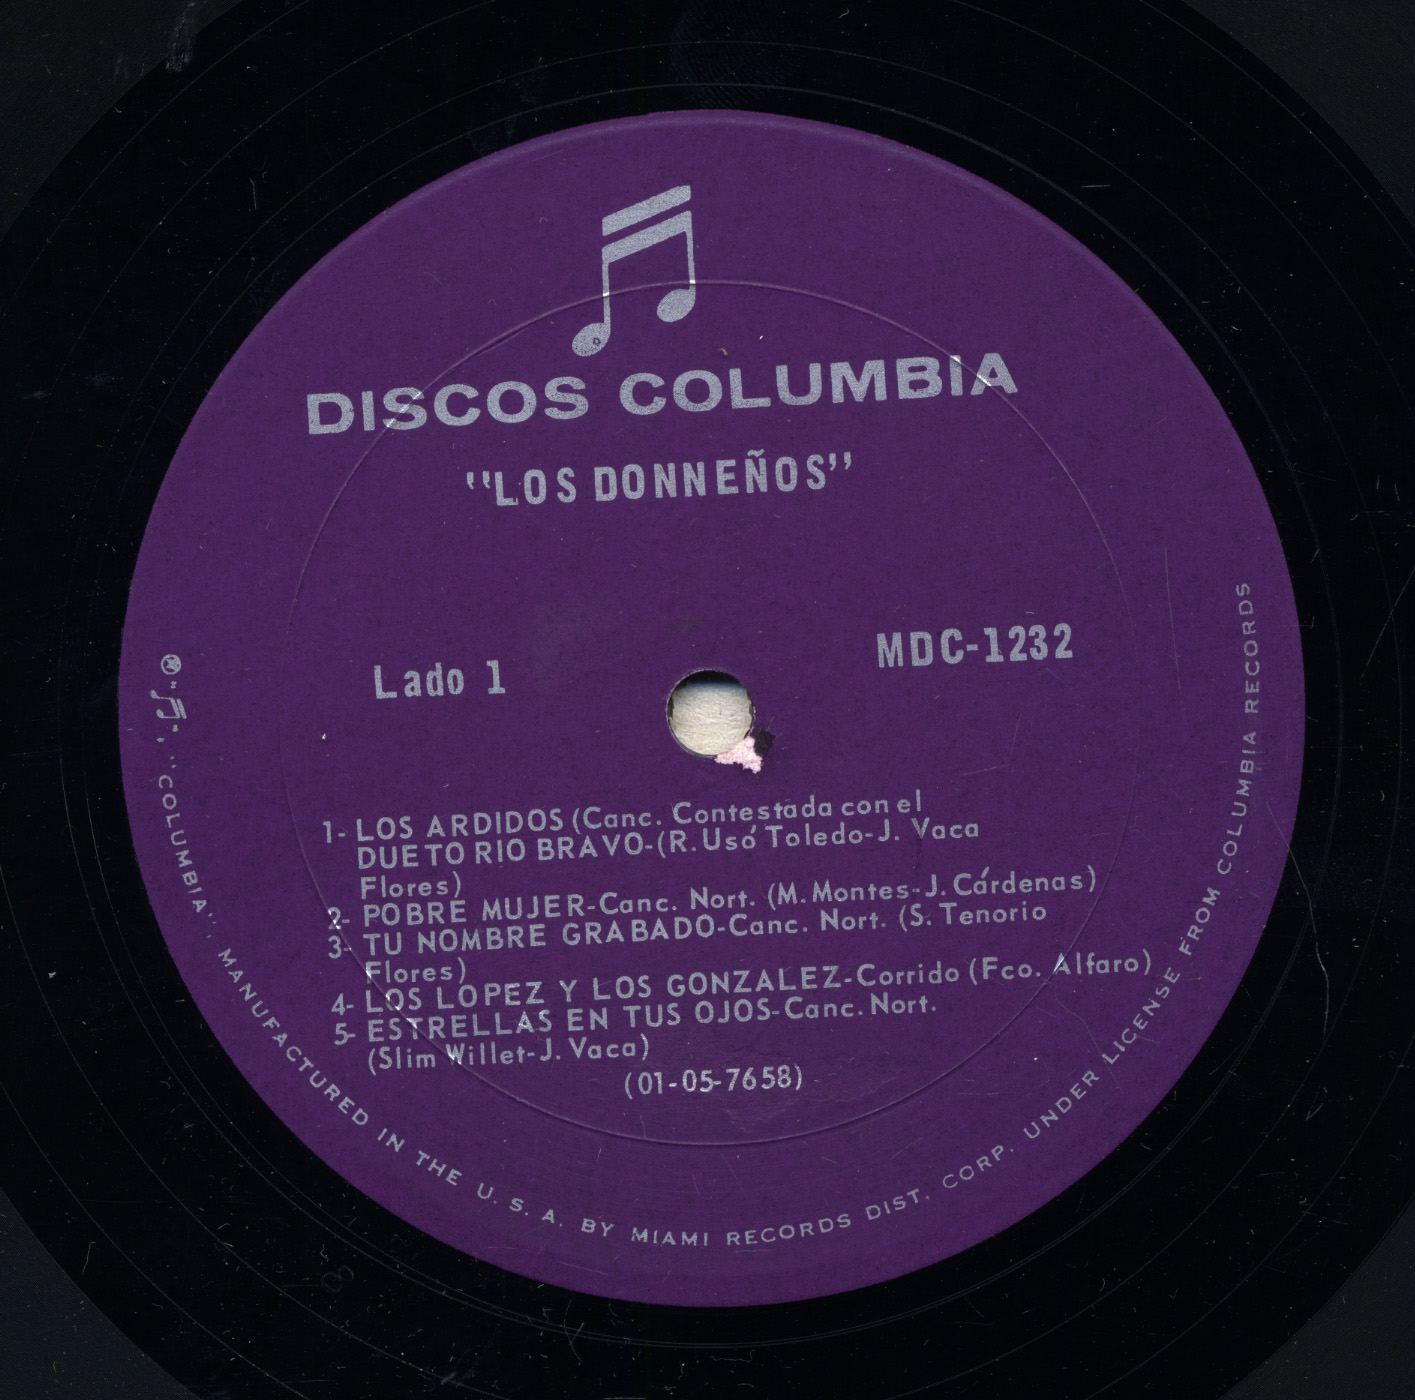 DISCOS COLUMBIA
"LOS DONNEÑOS"
Lado 1
MDC-1232
1- LOS ARDIDOS (Canc. Contestada con el
DUETO RIO BRAVO-(R. Usó Toledo-J. Vaca
Flores)
2- POBRE MUJER-Canc. Nort. (M. Montes-J. Cárdenas)
3- TU NOMBRE GRABADO-Canc. Nort. (S. Tenorio
Flores)
4- LOS LOPEZ Y LOS GONZALEZ-Corrido (Fco. Alfaro)
5- ESTRELLAS EN TUS OJOS-Canc. Nort.
(Slim Willet-J. Vaca)
(01-05-7658)
"COLUMBIA", MANUFACTURED IN THE U. S. A. BY MIAMI RECORDS DIST. CORP. UNDER LICENSE FROM COLUMBIA RECORDS